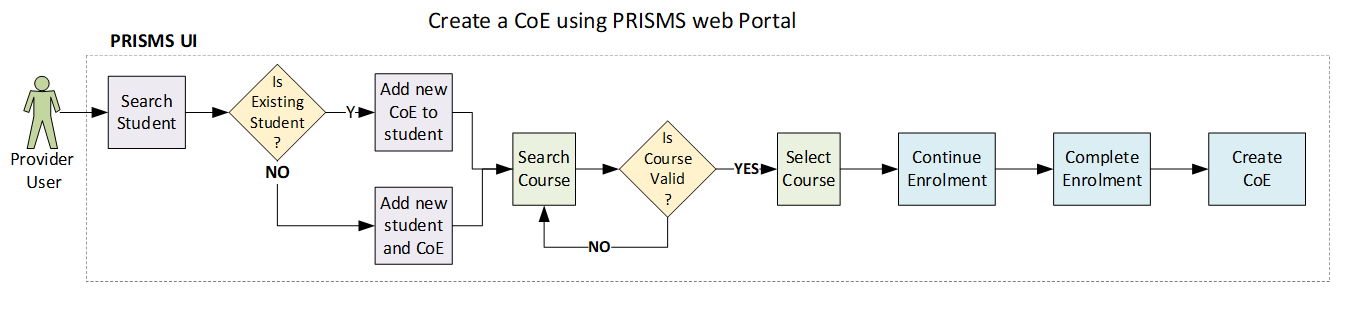 Create a CoE using PRISMS web Portal
PRISMS UI
Provider
User
Search
Student
Is
Existing
Student
?
Y
NO
Add new
CoE to
student
Add new
student
and CoE
Search
Course
Is
Course
Valid
?
NO
YES
Select
Course
Continue
Enrolment
Complete
Enrolment
Create
CoE